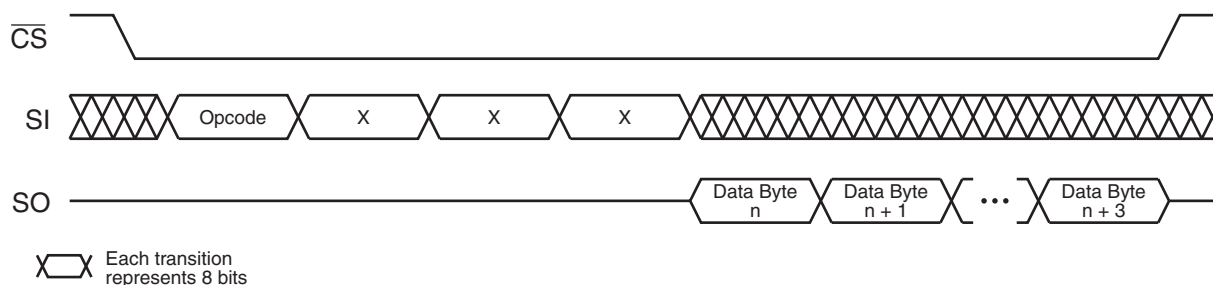 CS
SI
Opcode
X
X
X
SO
Data Byte
n
Data Byte
n + 1
•••
Data Byte
n + 3
Each transition
represents 8 bits